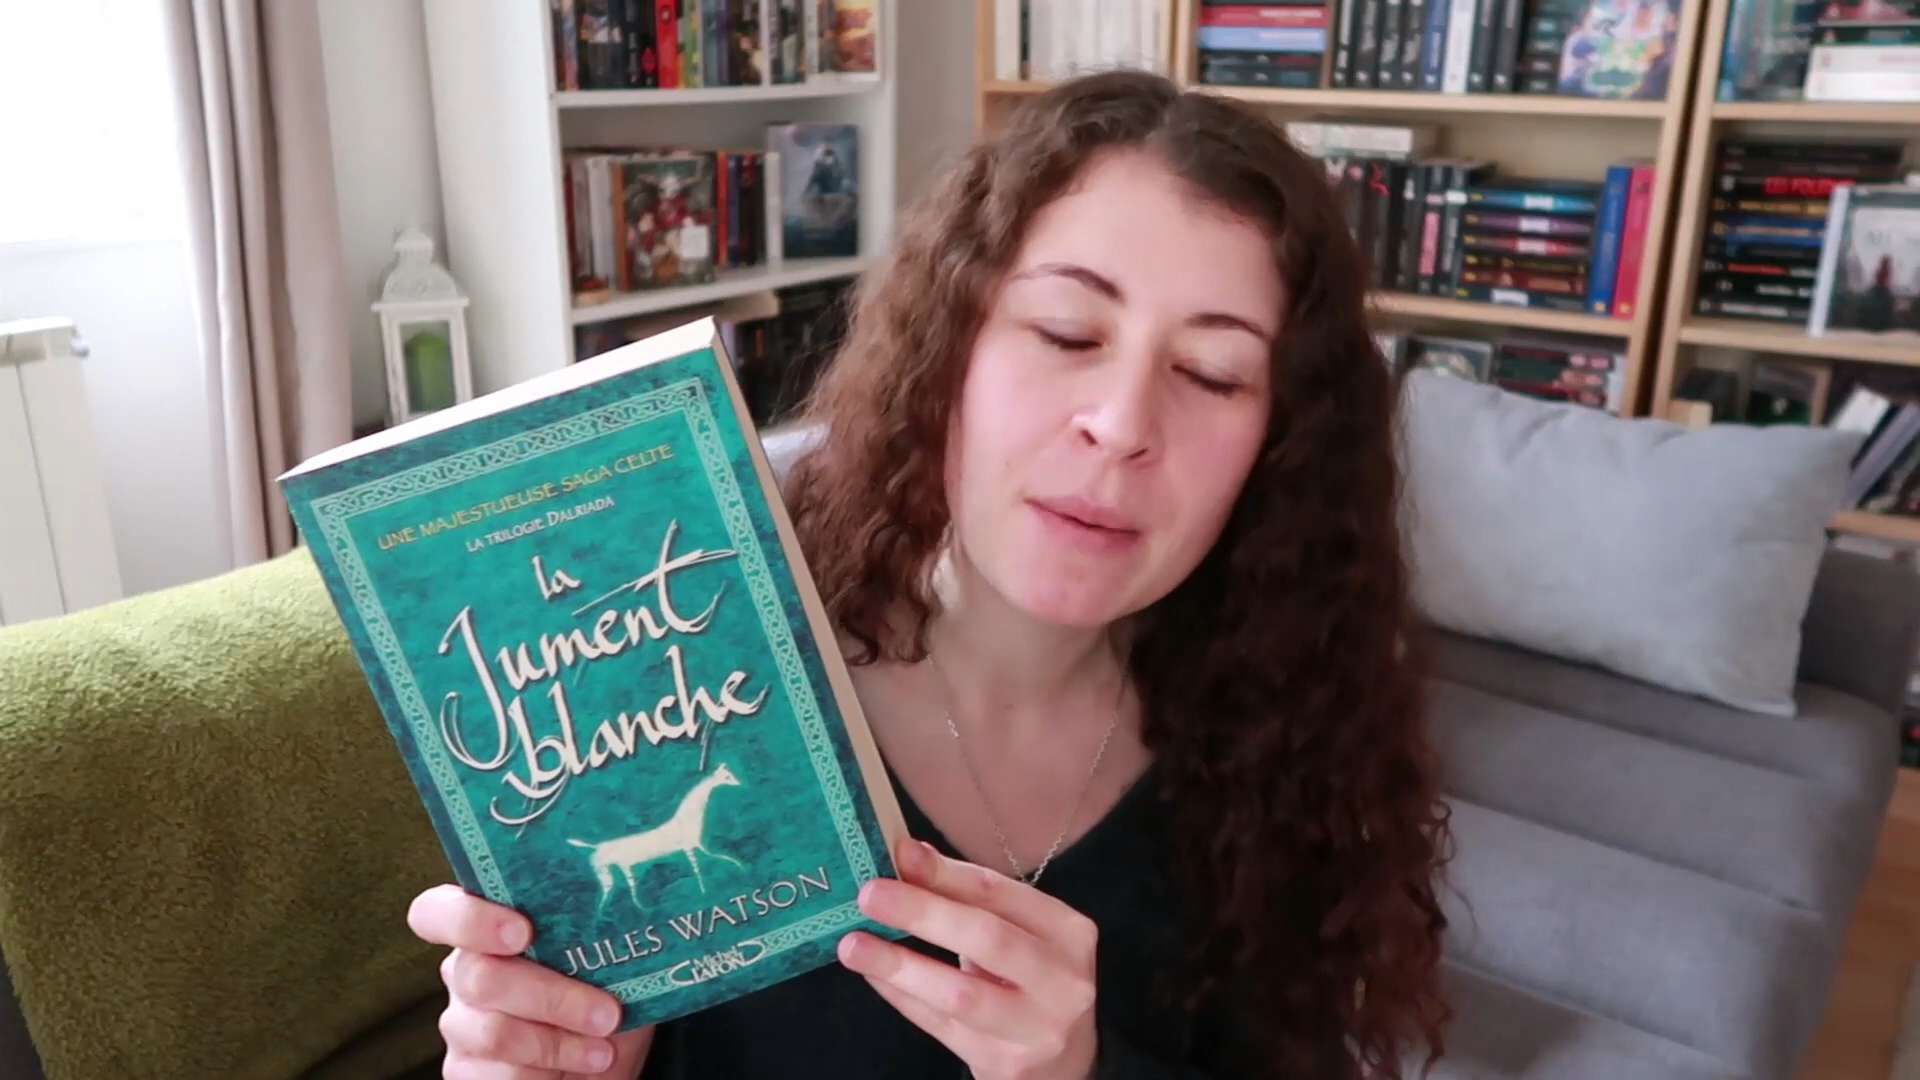 UNE MAJESTUEUSE SAGA CELTE
LA TRILOGIE DALRIADA
la
Jument
blanche
JULES WATSON
Michel
LAFON